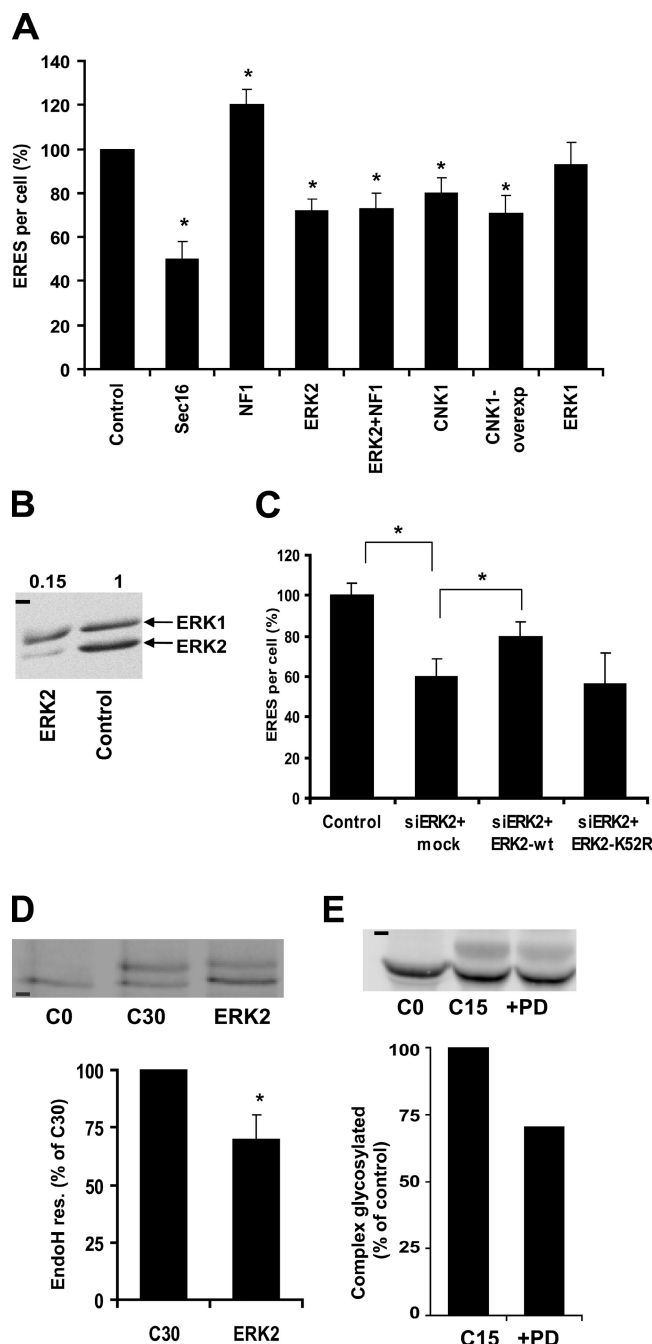 A
ERES per cell (%)
140
120
100
80
60
40
20
0
* * * * * *
Control
Sec16
NF1
ERK2
ERK2+NF1
CNK1
CNK1-
overexp
ERK1
B
0.15 1
ERK1
ERK2
ERK2
Control
C
ERES per cell (%)
120
100
80
60
40
20
0
* *
Control siERK2+ siERK2+ siERK2+
mock ERK2-wt ERK2-K52R
D
C0 C30 ERK2
EndoH res. (% of C30)
100
75
50
25
0
*
C30 ERK2
E
C0 C15 +PD
Complex glycosylated
(% of control)
100
75
50
25
0
C15 +PD